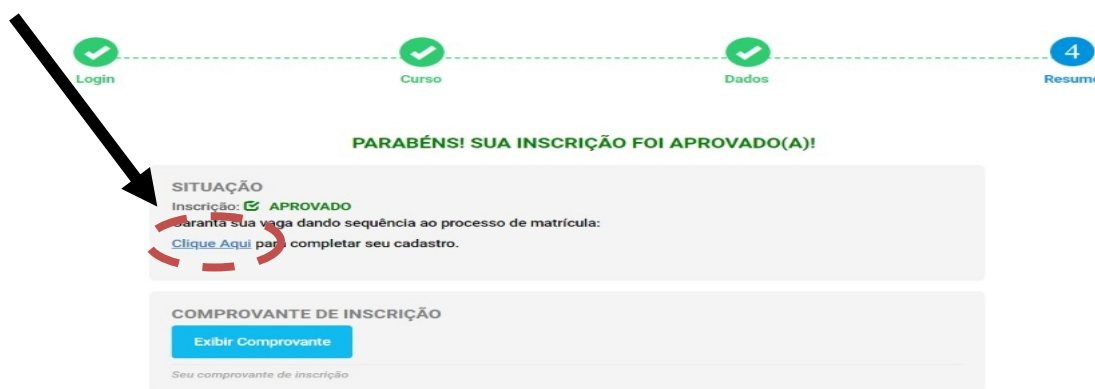 4
Login
Curso
Dados
Resumo
PARABÉNS! SUA INSCRIÇÃO FOI APROVADO(A)!
SITUAÇÃO
Inscrição: APROVADO
Garanta sua vaga dando sequência ao processo de matrícula:
Clique Aqui para completar seu cadastro.
COMPROVANTE DE INSCRIÇÃO
Exibir Comprovante
Seu comprovante de inscrição